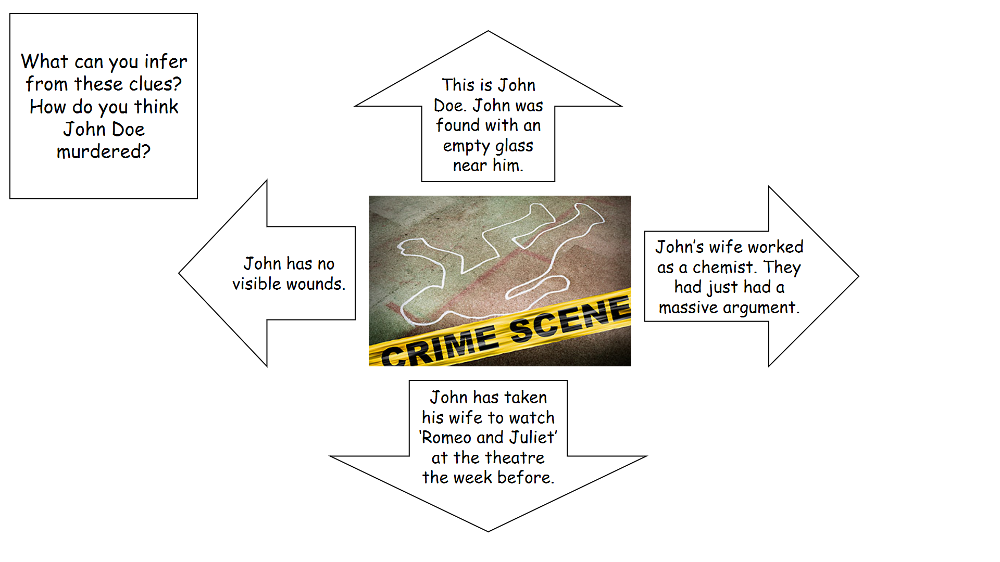 What can you infer
from these clues?
How do you think
John Doe
murdered?
This is John
Doe. John was
found with an
empty glass
near him.
John has no
visible wounds.
John’s wife worked
as a chemist. They
had just had a
massive argument.
CRIME SCENE
John has taken
his wife to watch
‘Romeo and Juliet’
at the theatre
the week before.